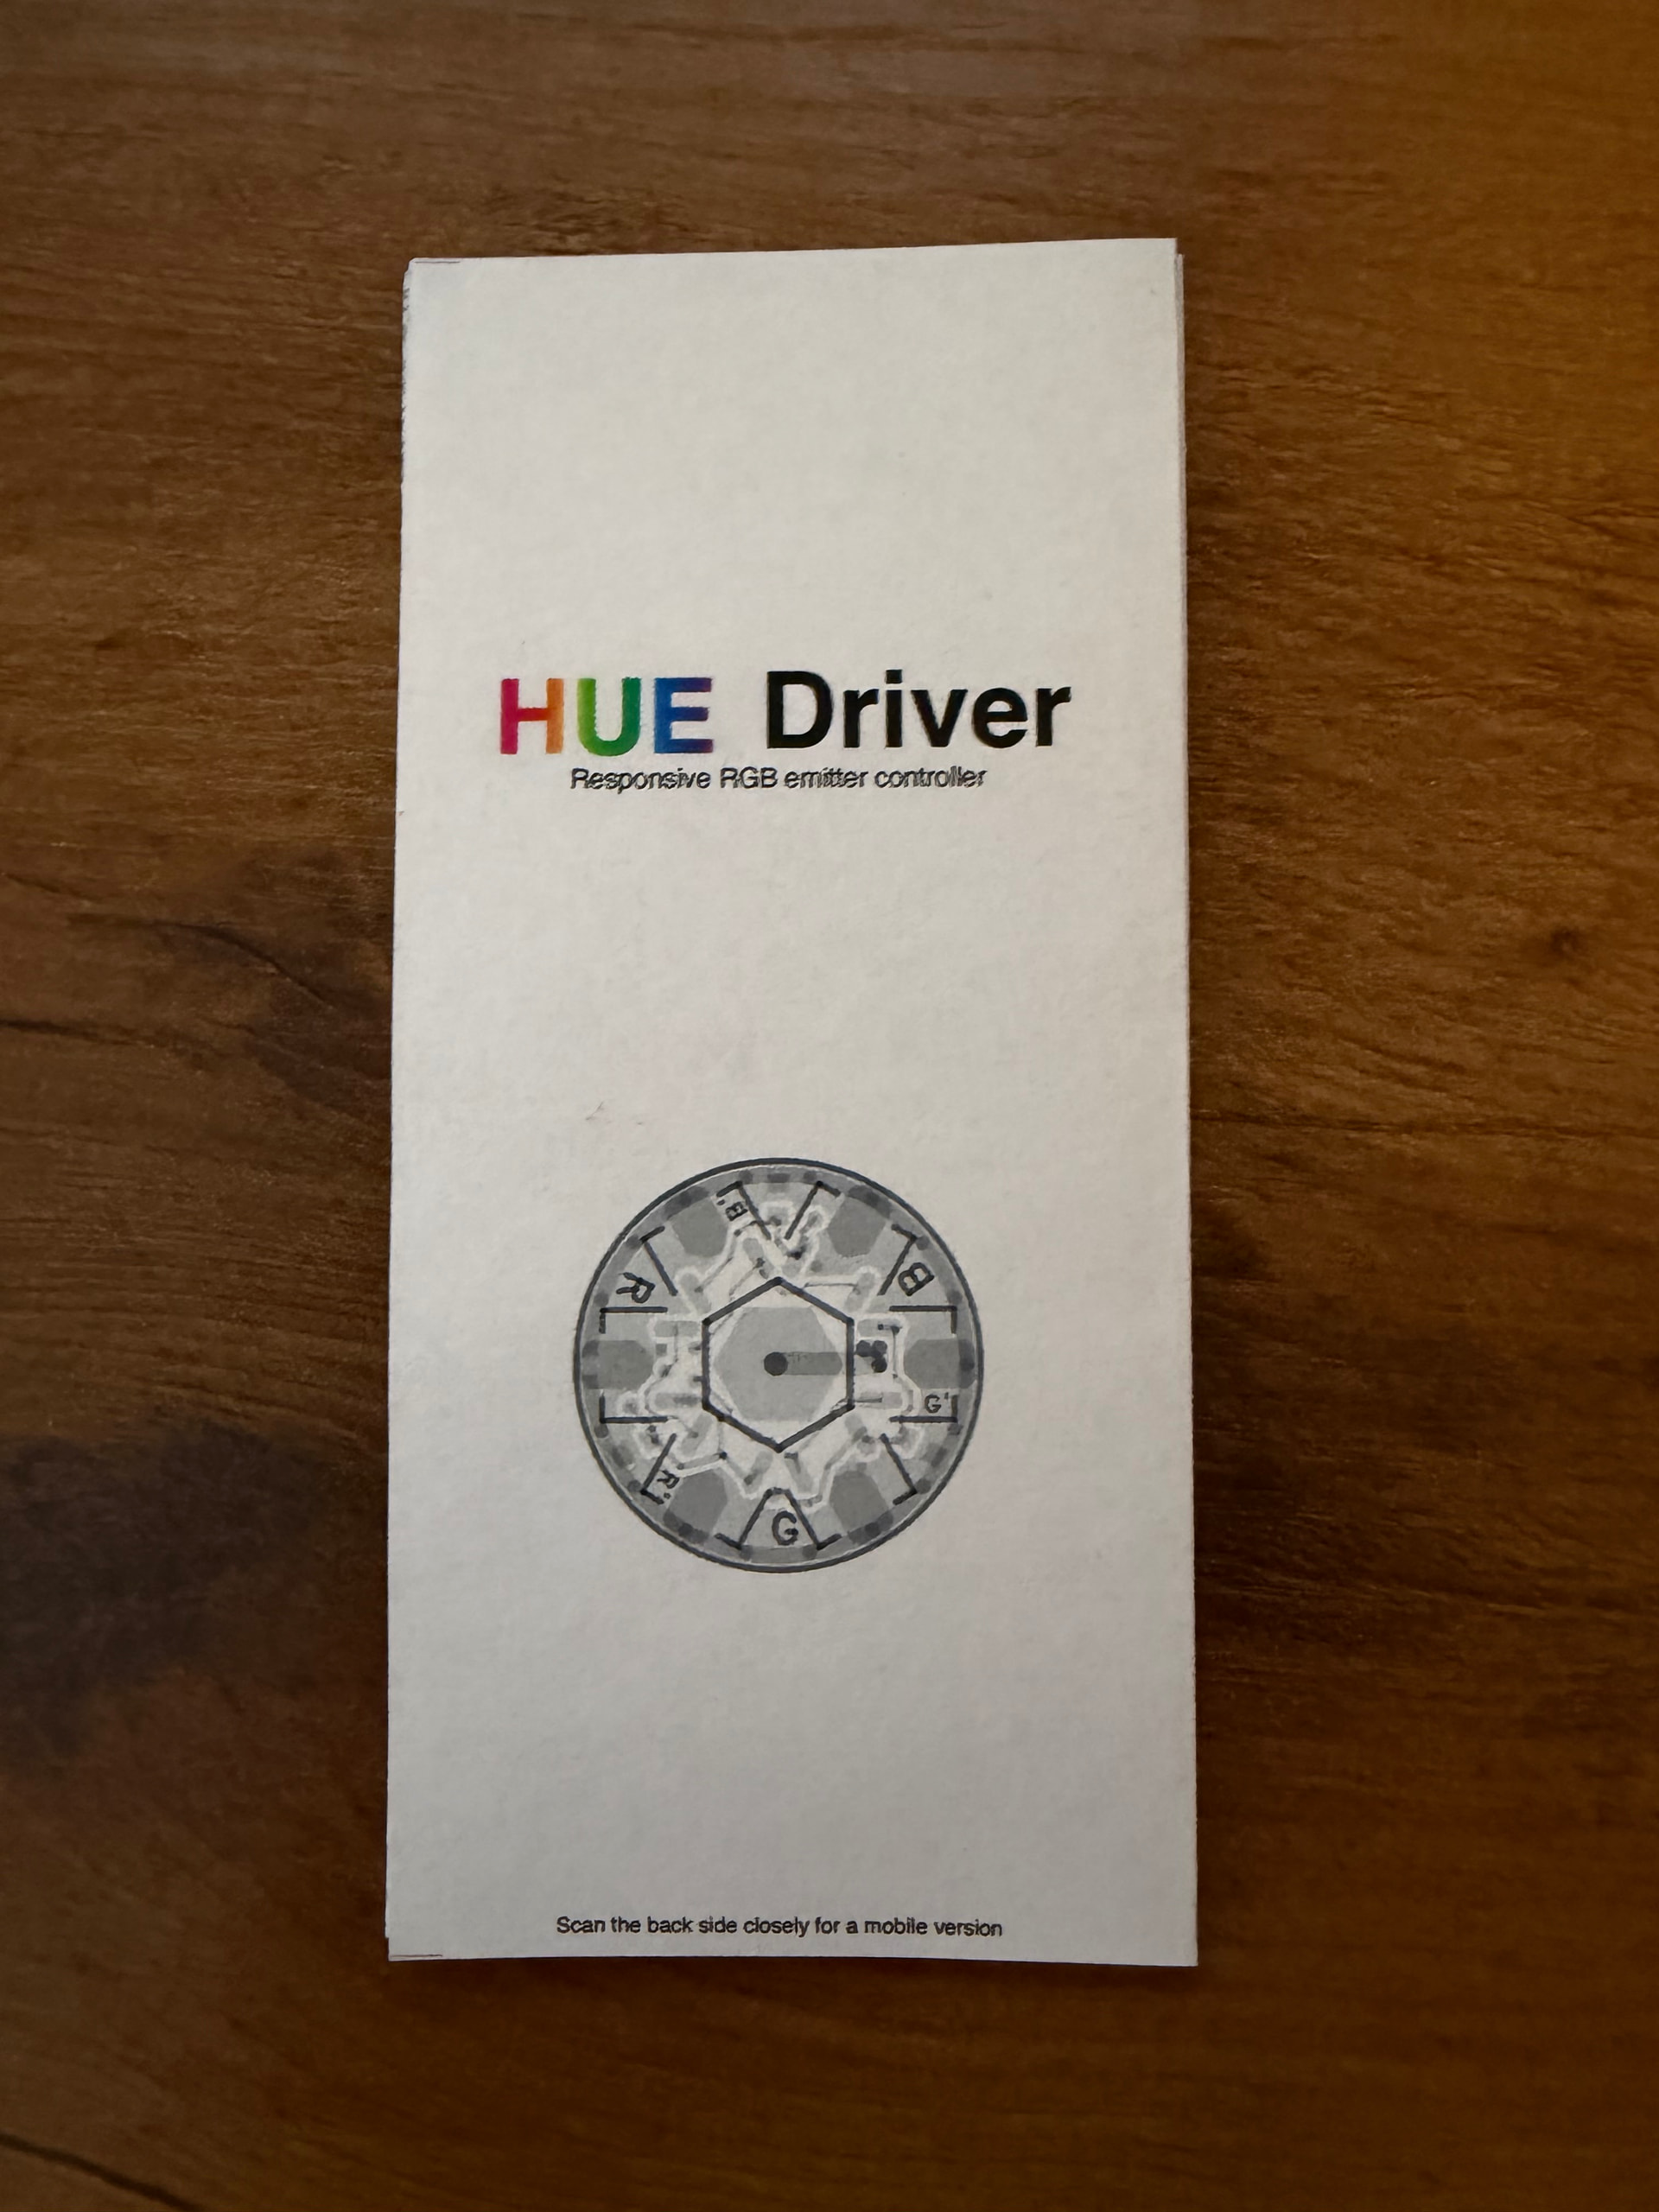 HUE Driver
Responsive RGB emitter controller
B'
R
B
G'
R'
G
Scan the back side closely for a mobile version